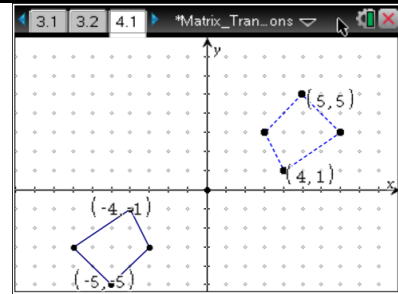 3.1 3.2 4.1 *Matrix_Tran...ons
y
(5,5)
(4,1)
x
(-4,-1)
(-5,-5)